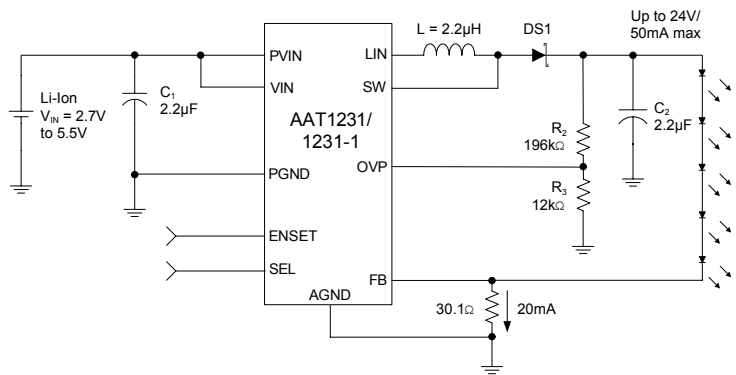 Up to 24V/
50mA max
L = 2.2µH
DS1
PVIN
LIN
Li-Ion
VIN = 2.7V
to 5.5V
C1
2.2µF
VIN
SW
AAT1231/
1231-1
R2
196kΩ
C2
2.2µF
OVP
PGND
R3
12kΩ
ENSET
SEL
FB
AGND
30.1Ω
20mA